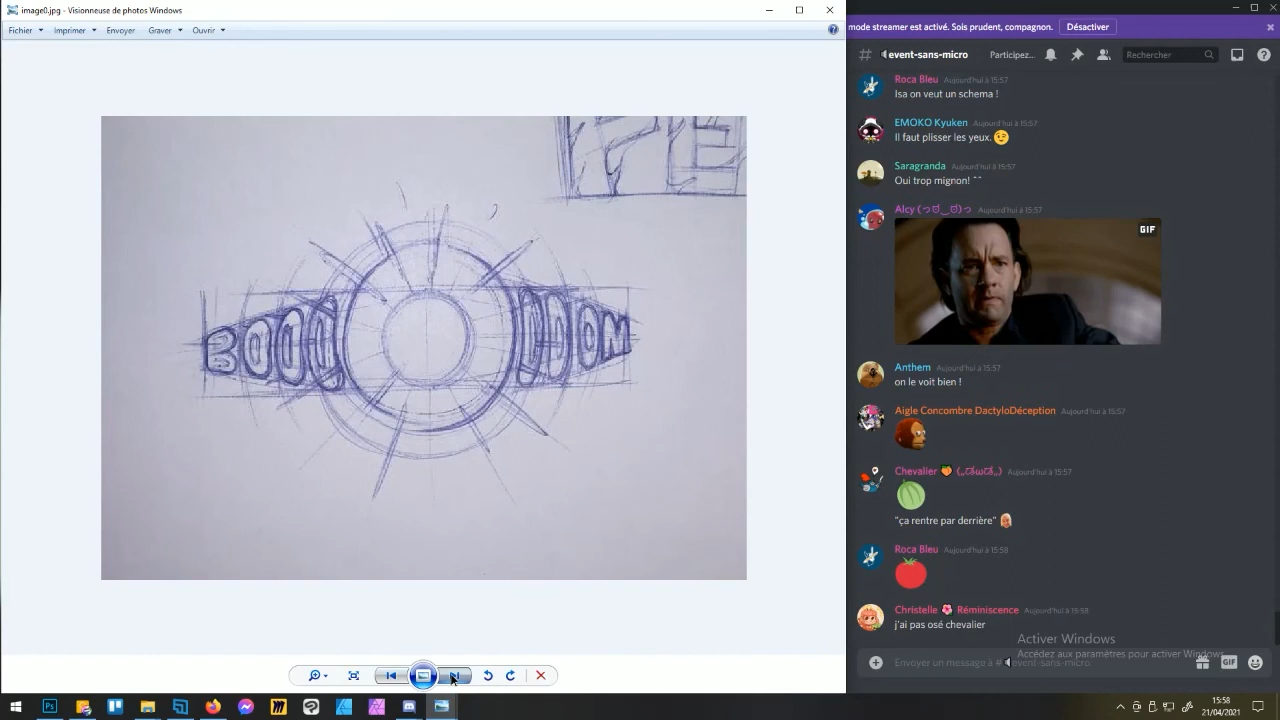 image0.jpg - Visionneuse de photos Windows
Fichier Imprimer Envoyer Graver Ouvrir
mode streamer est activé. Sois prudent, compagnon. Désactiver
# event-sans-micro Participez... Rechercher
Roca Bleu Aujourd'hui à 15:57
Isa on veut un schema !
EMOKO Kyuken Aujourd'hui à 15:57
Il faut plisser les yeux. 😉
Saragranda Aujourd'hui à 15:57
Oui trop mignon! ^^
Alcy Aujourd'hui à 15:57
GIF
Anthem Aujourd'hui à 15:57
on le voit bien !
Aigle Concombre DactyloDéception Aujourd'hui à 15:57
Chevalier Aujourd'hui à 15:57
"ça rentre par derrière"
Roca Bleu Aujourd'hui à 15:58
Christelle 🌸 Réminiscence Aujourd'hui à 15:58
j'ai pas osé chevalier
Activer Windows
Accédez aux paramètres pour activer Windows.
Envoyer un message à # event-sans-micro
GIF
15:58
21/04/2021